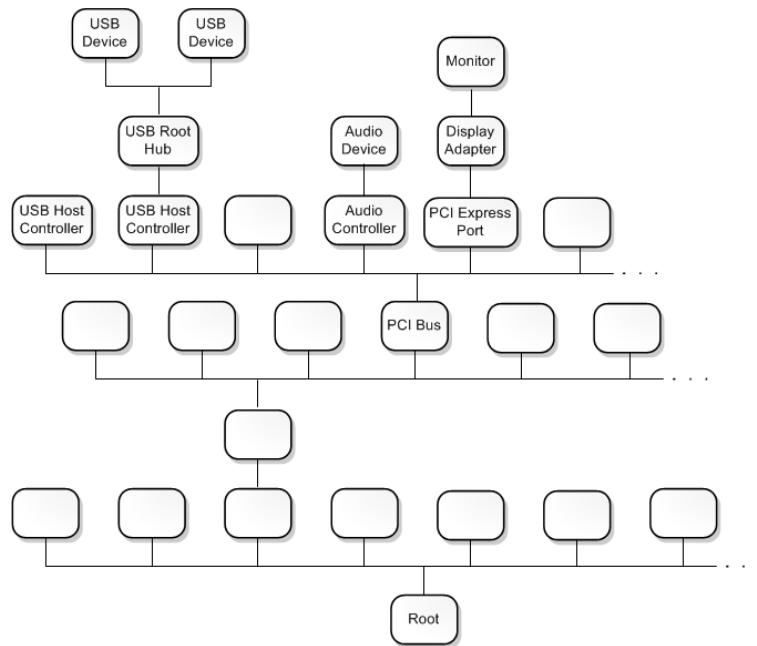 USB
Device
USB
Device
Monitor
USB Root
Hub
Audio
Device
Display
Adapter
USB Host
Controller
USB Host
Controller
Audio
Controller
PCI Express
Port
. . .
PCI Bus
. . .
. .
Root